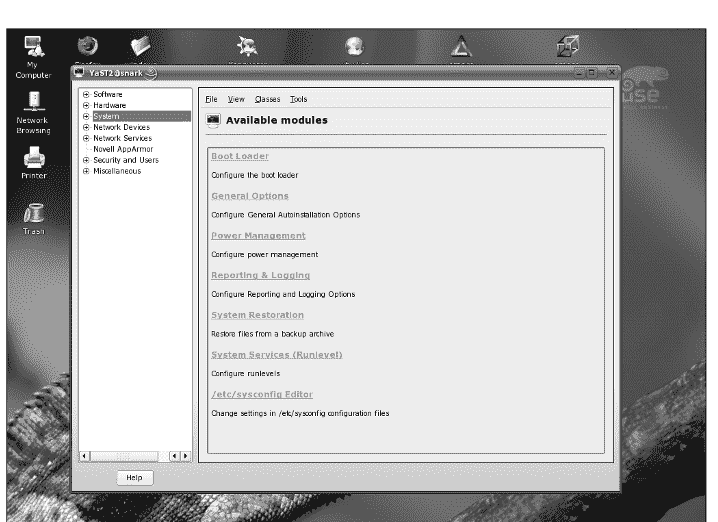 My
Computer
Network
Browsing
Printer
Trash
YaST2@snark
Software
Hardware
System
Network Devices
Network Services
Novell AppArmor
Security and Users
Miscellaneous
Help
File View Classes Tools
Available modules
Boot Loader
Configure the boot loader
General Options
Configure General Autoinstallation Options
Power Management
Configure power management
Reporting & Logging
Configure Reporting and Logging Options
System Restoration
Restore files from a backup archive
System Services (Runlevel)
Configure runlevels
/etc/sysconfig Editor
Change settings in /etc/sysconfig configuration files